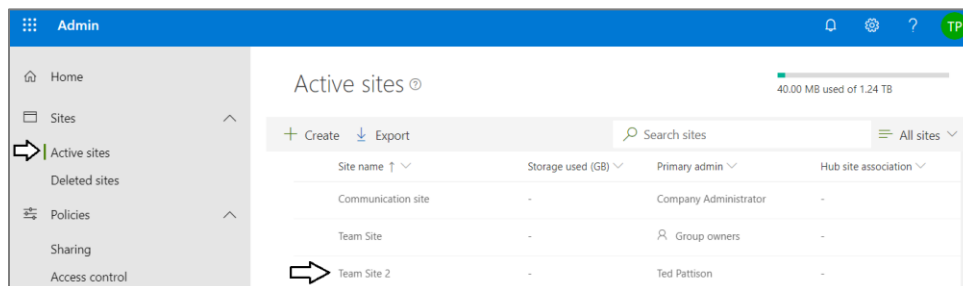 Admin
?
TP
Home
Sites
Active sites
Deleted sites
Policies
Sharing
Access control
Active sites
40.00 MB used of 1.24 TB
Create Export Search sites All sites
Site name Storage used (GB) Primary admin Hub site association
Communication site - Company Administrator -
Team Site - Group owners -
Team Site 2 - Ted Pattison -